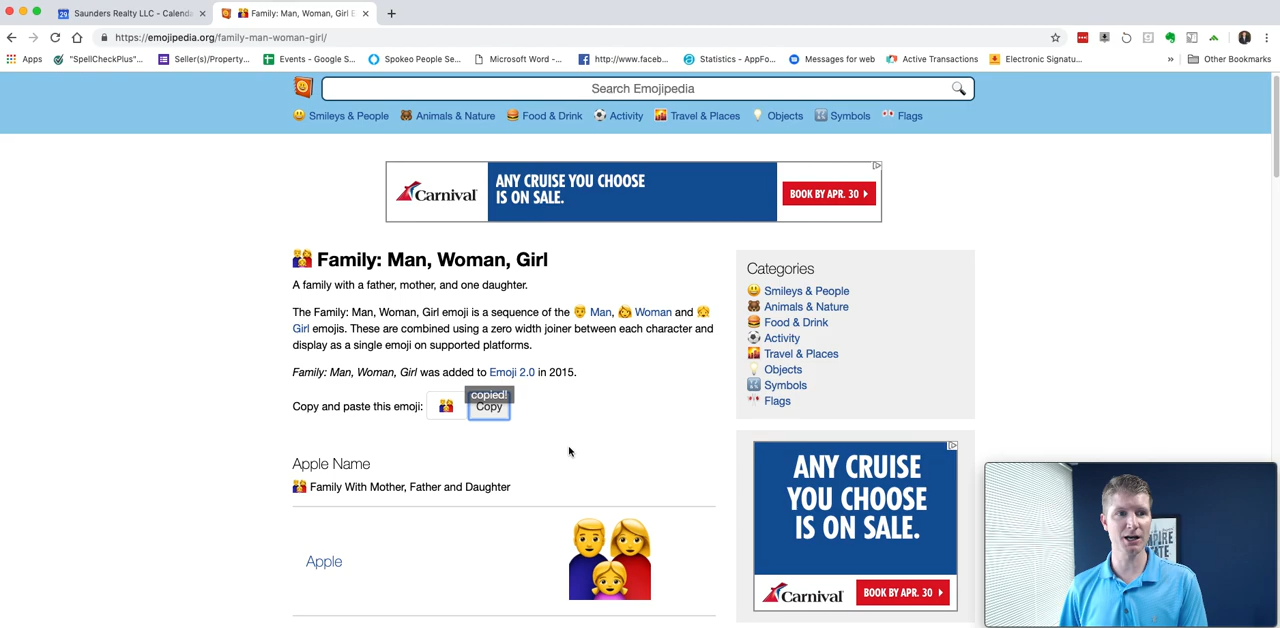 Saunders Realty LLC - Calenda
Family: Man, Woman, Girl E
https://emojipedia.org/family-man-woman-girl/
Apps
"SpellCheckPlus"...
Seller(s)/Property...
Events - Google S...
Spokeo People Se...
Microsoft Word -...
http://www.faceb...
Statistics - AppFo...
Messages for web
Active Transactions
Electronic Signatu...
»
Other Bookmarks
Search Emojipedia
Smileys & People
Animals & Nature
Food & Drink
Activity
Travel & Places
Objects
Symbols
Flags
Carnival
ANY CRUISE YOU CHOOSE
IS ON SALE.
BOOK BY APR. 30
Family: Man, Woman, Girl
A family with a father, mother, and one daughter.
The Family: Man, Woman, Girl emoji is a sequence of the Man, Woman and
Girl emojis. These are combined using a zero width joiner between each character and
display as a single emoji on supported platforms.
Family: Man, Woman, Girl was added to Emoji 2.0 in 2015.
copied!
Copy and paste this emoji:
Copy
Apple Name
Family With Mother, Father and Daughter
Apple
Categories
Smileys & People
Animals & Nature
Food & Drink
Activity
Travel & Places
Objects
Symbols
Flags
ANY CRUISE
YOU CHOOSE
IS ON SALE.
Carnival
BOOK BY APR. 30